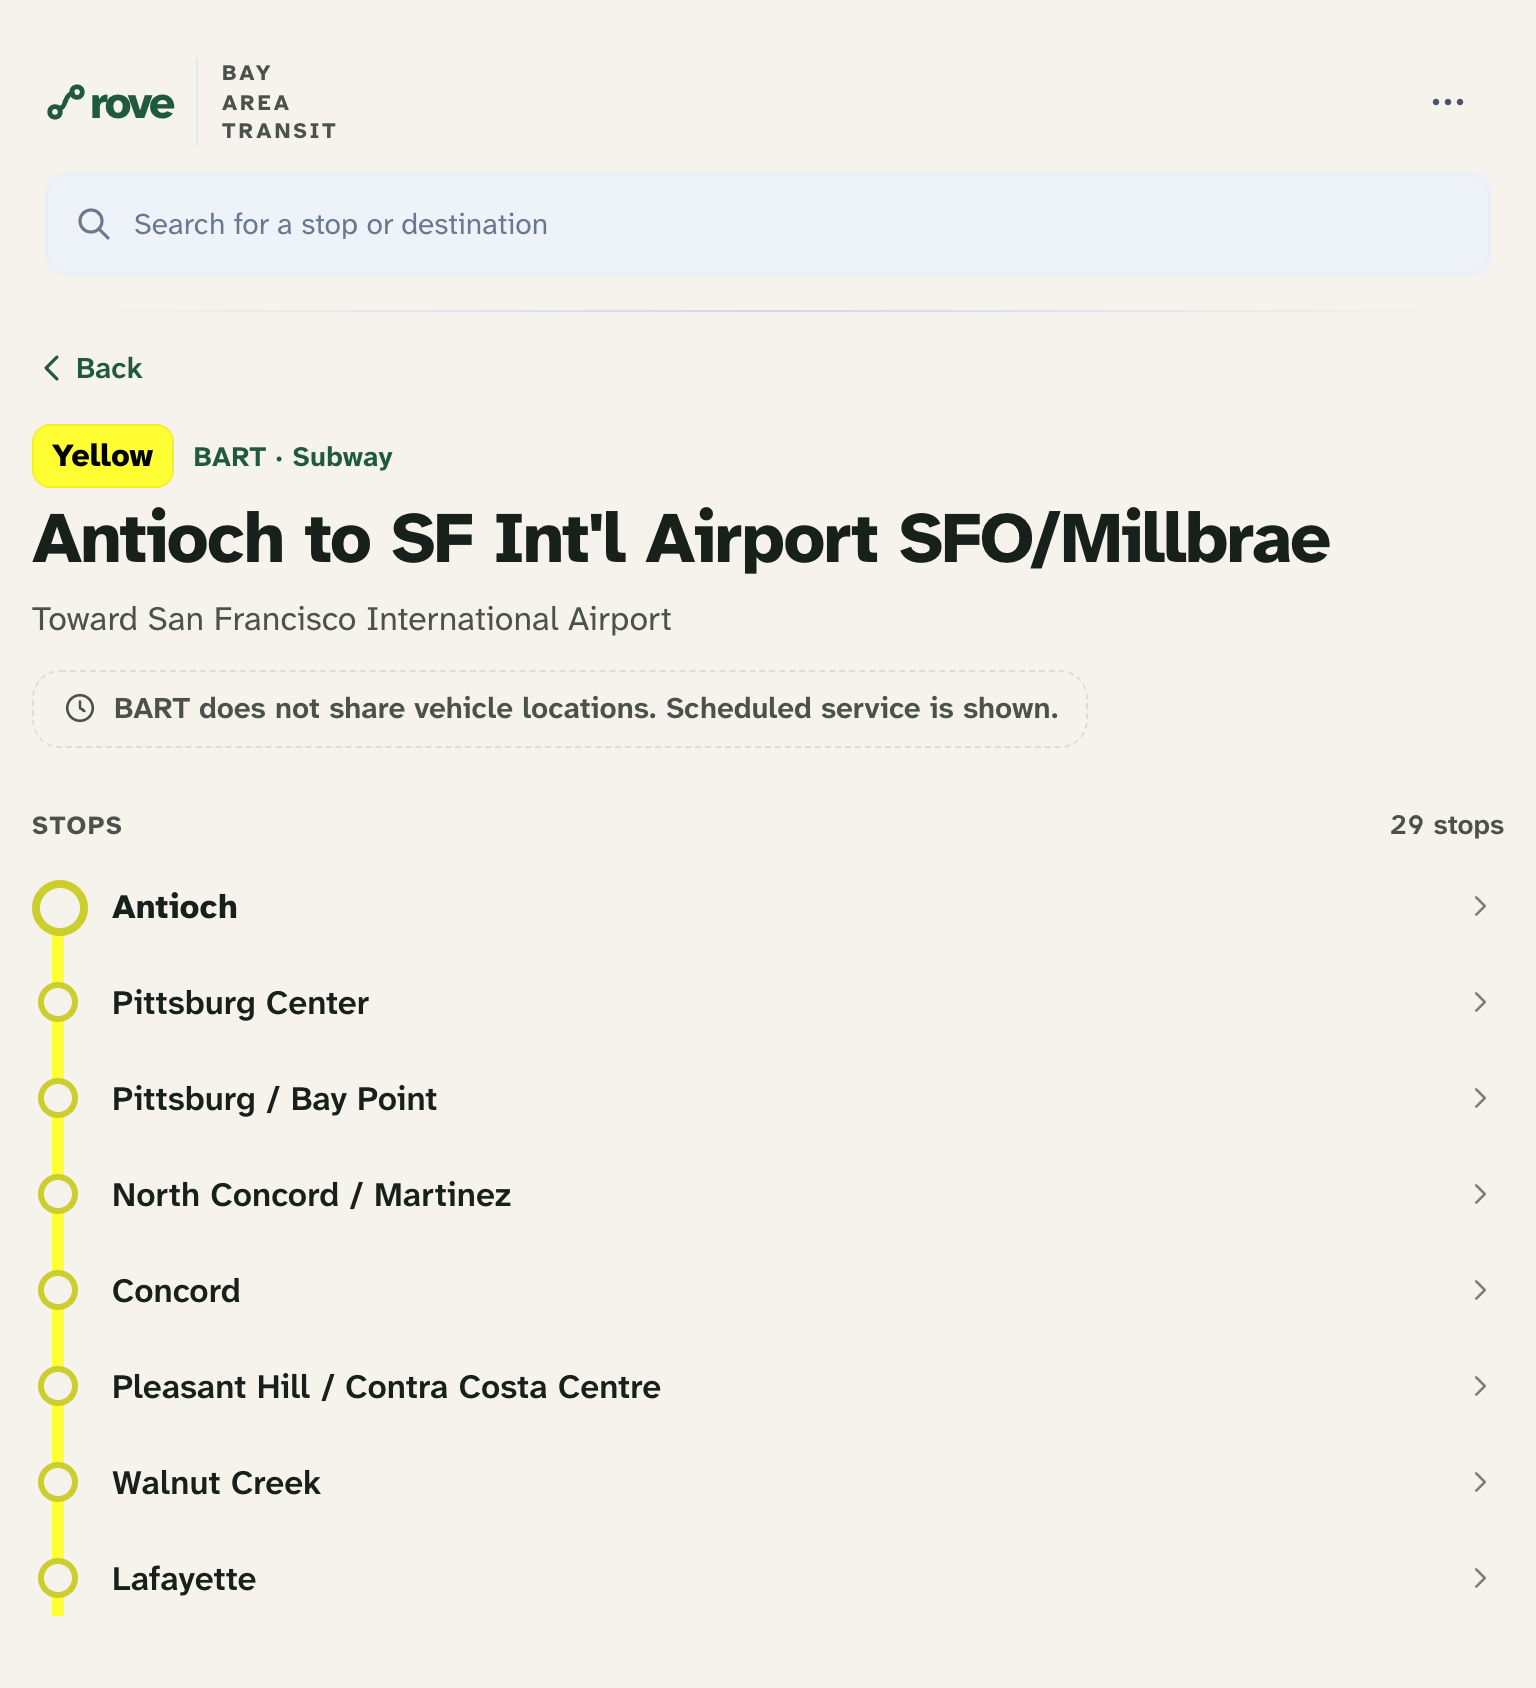 rove
BAY
AREA
TRANSIT
Search for a stop or destination
Back
Yellow
BART · Subway
Antioch to SF Int'l Airport SFO/Millbrae
Toward San Francisco International Airport
BART does not share vehicle locations. Scheduled service is shown.
STOPS
29 stops
Antioch
Pittsburg Center
Pittsburg / Bay Point
North Concord / Martinez
Concord
Pleasant Hill / Contra Costa Centre
Walnut Creek
Lafayette